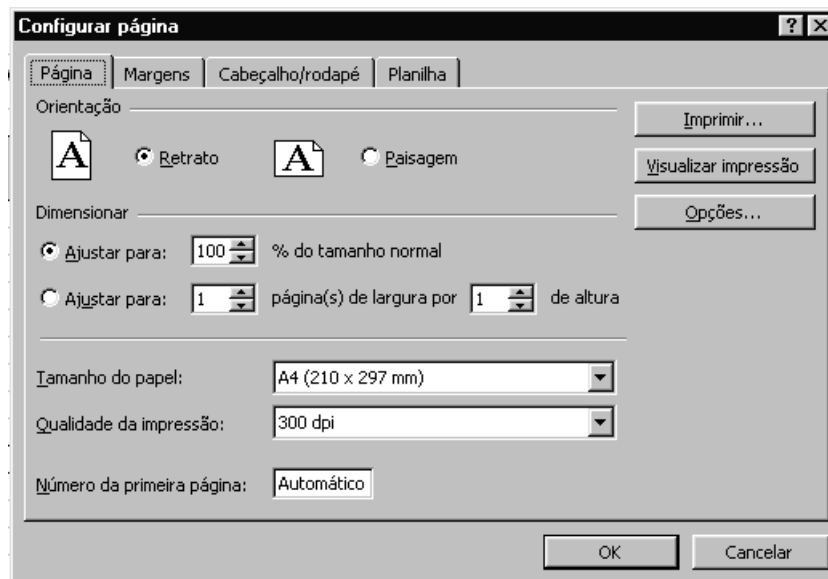 Configurar página
Página Margens Cabeçalho/rodapé Planilha
Orientação
A Retrato A Paisagem
Imprimir...
Visualizar impressão
Opções...
Dimensionar
Ajustar para: 100 % do tamanho normal
Ajustar para: 1 página(s) de largura por 1 de altura
Tamanho do papel: A4 (210 x 297 mm)
Qualidade da impressão: 300 dpi
Número da primeira página: Automático
OK Cancelar